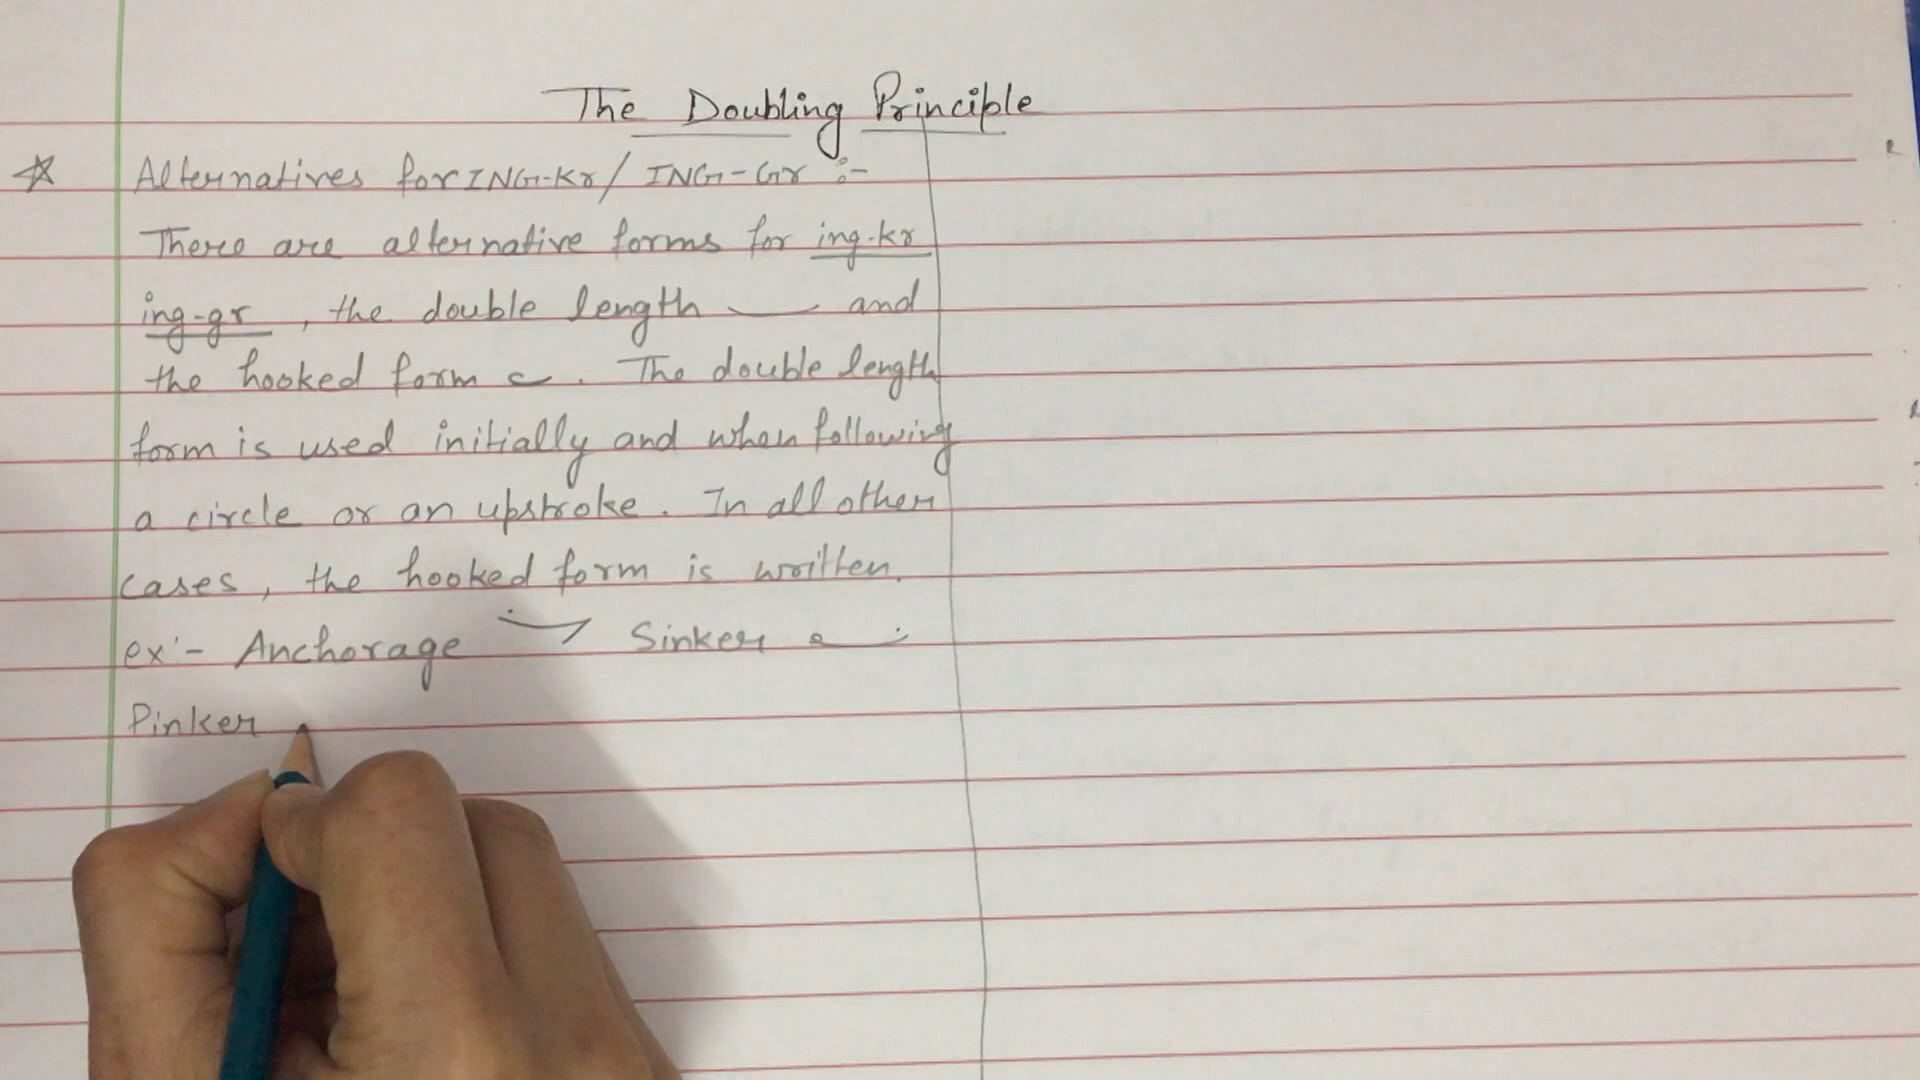 The Doubling Principle
Alternatives for ING-Kr / ING-Gr :-
There are alternative forms for ing-kr
ing-gr, the double length and
the hooked form. The double length
form is used initially and when following
a circle or an upstroke. In all other
cases, the hooked form is written.
ex:- Anchorage Sinker
Pinker